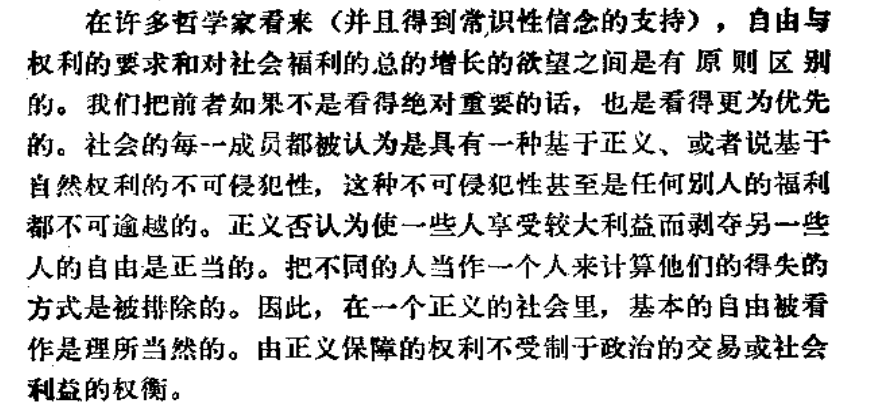 在许多哲学家看来（并且得到常识性信念的支持），自由与
权利的要求和对社会福利的总的增长的欲望之间是有原则区别
的。我们把前者如果不是看得绝对重要的话，也是看得更为优先
的。社会的每一成员都被认为是具有一种基于正义、或者说基于
自然权利的不可侵犯性，这种不可侵犯性甚至是任何别人的福利
都不可逾越的。正义否认为使一些人享受较大利益而剥夺另一些
人的自由是正当的。把不同的人当作一个人来计算他们的得失的
方式是被排除的。因此，在一个正义的社会里，基本的自由被看
作是理所当然的。由正义保障的权利不受制于政治的交易或社会
利益的权衡。